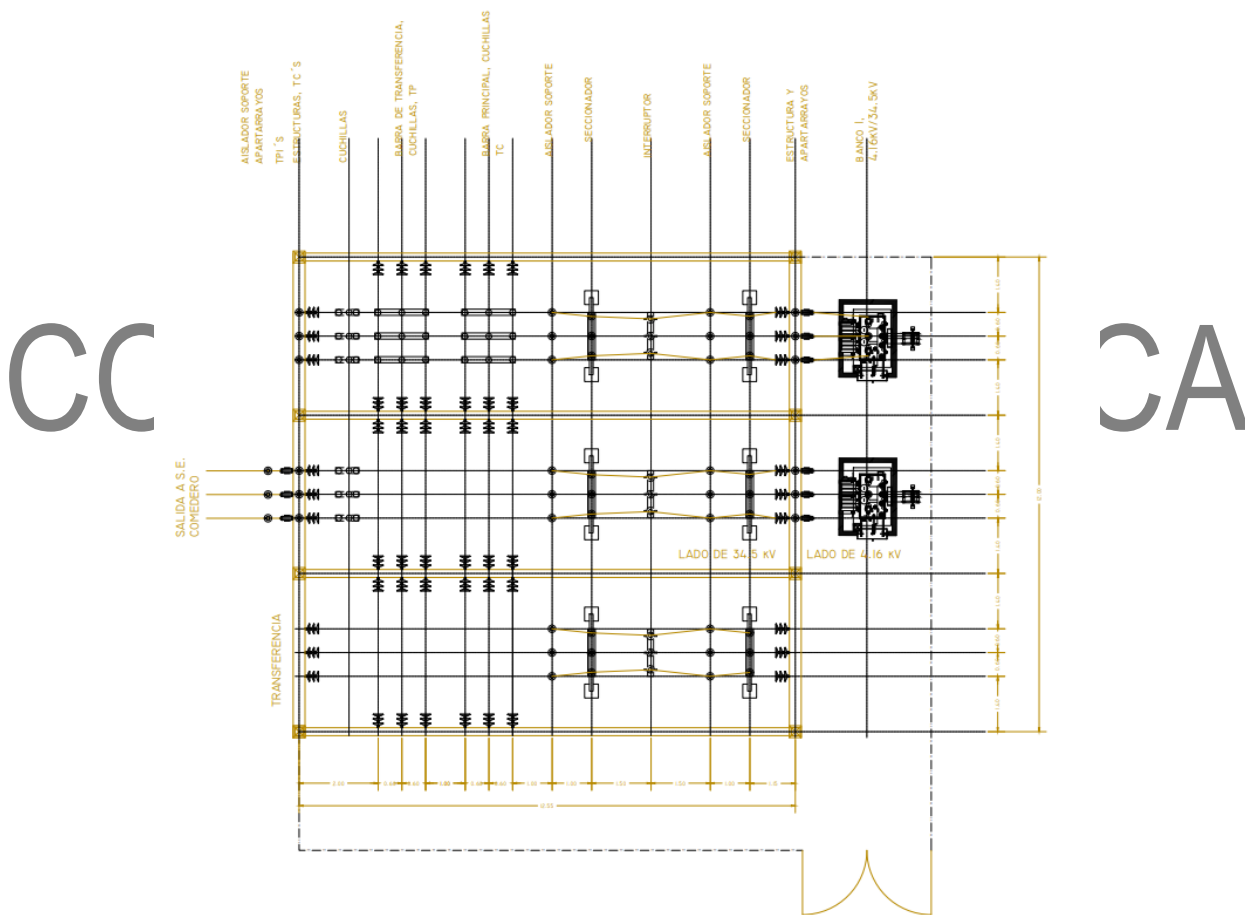 AISLADOR SOPORTE
APARTARRAYOS
TPI´S
ESTRUCTURAS, TC´S
CUCHILLAS
BARRA DE TRANSFERENCIA,
CUCHILLAS, TP
BARRA PRINCIPAL, CUCHILLAS
TC
AISLADOR SOPORTE
SECCIONADOR
INTERRUPTOR
AISLADOR SOPORTE
SECCIONADOR
ESTRUCTURA Y
APARTARRAYOS
BANCO 1,
4.16KV/34.5KV
CO
CA
SALIDA A S.E.
COMEDERO
LADO DE 34.5 KV
LADO DE 4.16 KV
TRANSFERENCIA